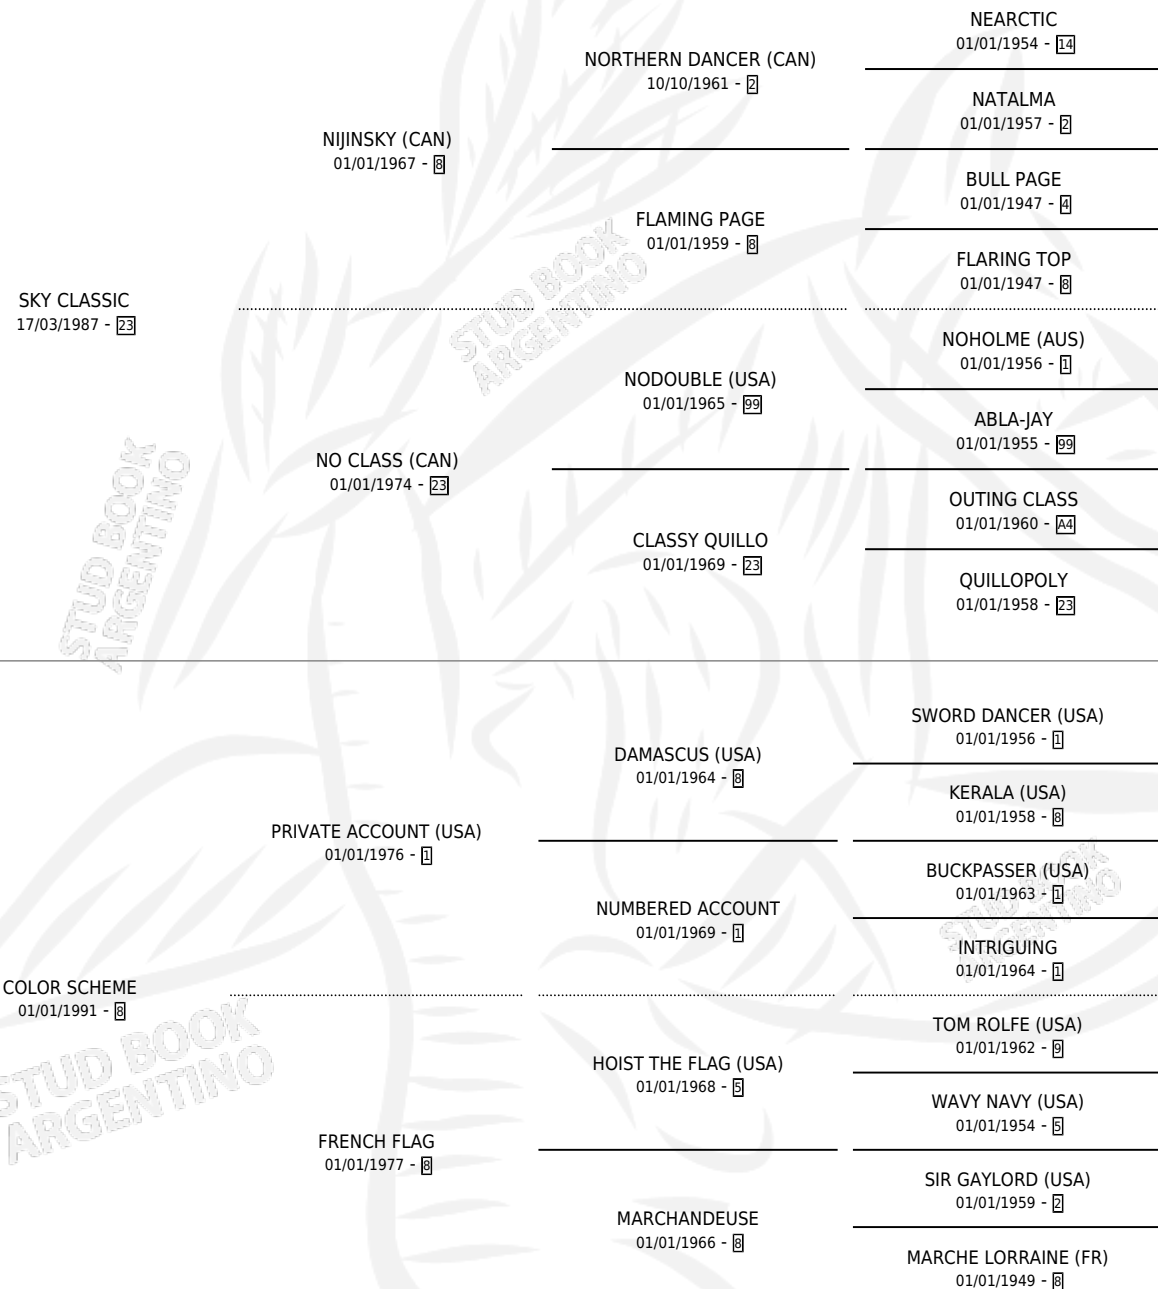 NEARCTIC
01/01/1954 - 14
NORTHERN DANCER (CAN)
10/10/1961 - 2
NATALMA
01/01/1957 - 2
NIJINSKY (CAN)
01/01/1967 - 8
BULL PAGE
01/01/1947 - 4
FLAMING PAGE
01/01/1959 - 8
FLARING TOP
01/01/1947 - 8
SKY CLASSIC
17/03/1987 - 23
NOHOLME (AUS)
01/01/1956 - 1
NODOUBLE (USA)
01/01/1965 - 99
ABLA-JAY
01/01/1955 - 99
NO CLASS (CAN)
01/01/1974 - 23
OUTING CLASS
01/01/1960 - A4
CLASSY QUILLO
01/01/1969 - 23
QUILLOPOLY
01/01/1958 - 23
SWORD DANCER (USA)
01/01/1956 - 1
DAMASCUS (USA)
01/01/1964 - 8
KERALA (USA)
01/01/1958 - 8
PRIVATE ACCOUNT (USA)
01/01/1976 - 1
BUCKPASSER (USA)
01/01/1963 - 1
NUMBERED ACCOUNT
01/01/1969 - 1
INTRIGUING
01/01/1964 - 1
COLOR SCHEME
01/01/1991 - 8
TOM ROLFE (USA)
01/01/1962 - 9
HOIST THE FLAG (USA)
01/01/1968 - 5
WAVY NAVY (USA)
01/01/1954 - 5
FRENCH FLAG
01/01/1977 - 8
SIR GAYLORD (USA)
01/01/1959 - 2
MARCHANDEUSE
01/01/1966 - 8
MARCHE LORRAINE (FR)
01/01/1949 - 8
STUD BOOK
ARGENTINO
STUD BOOK
ARGENTINO
STUD BOOK
ARGENTINO
STUD BOOK
ARGENTINO